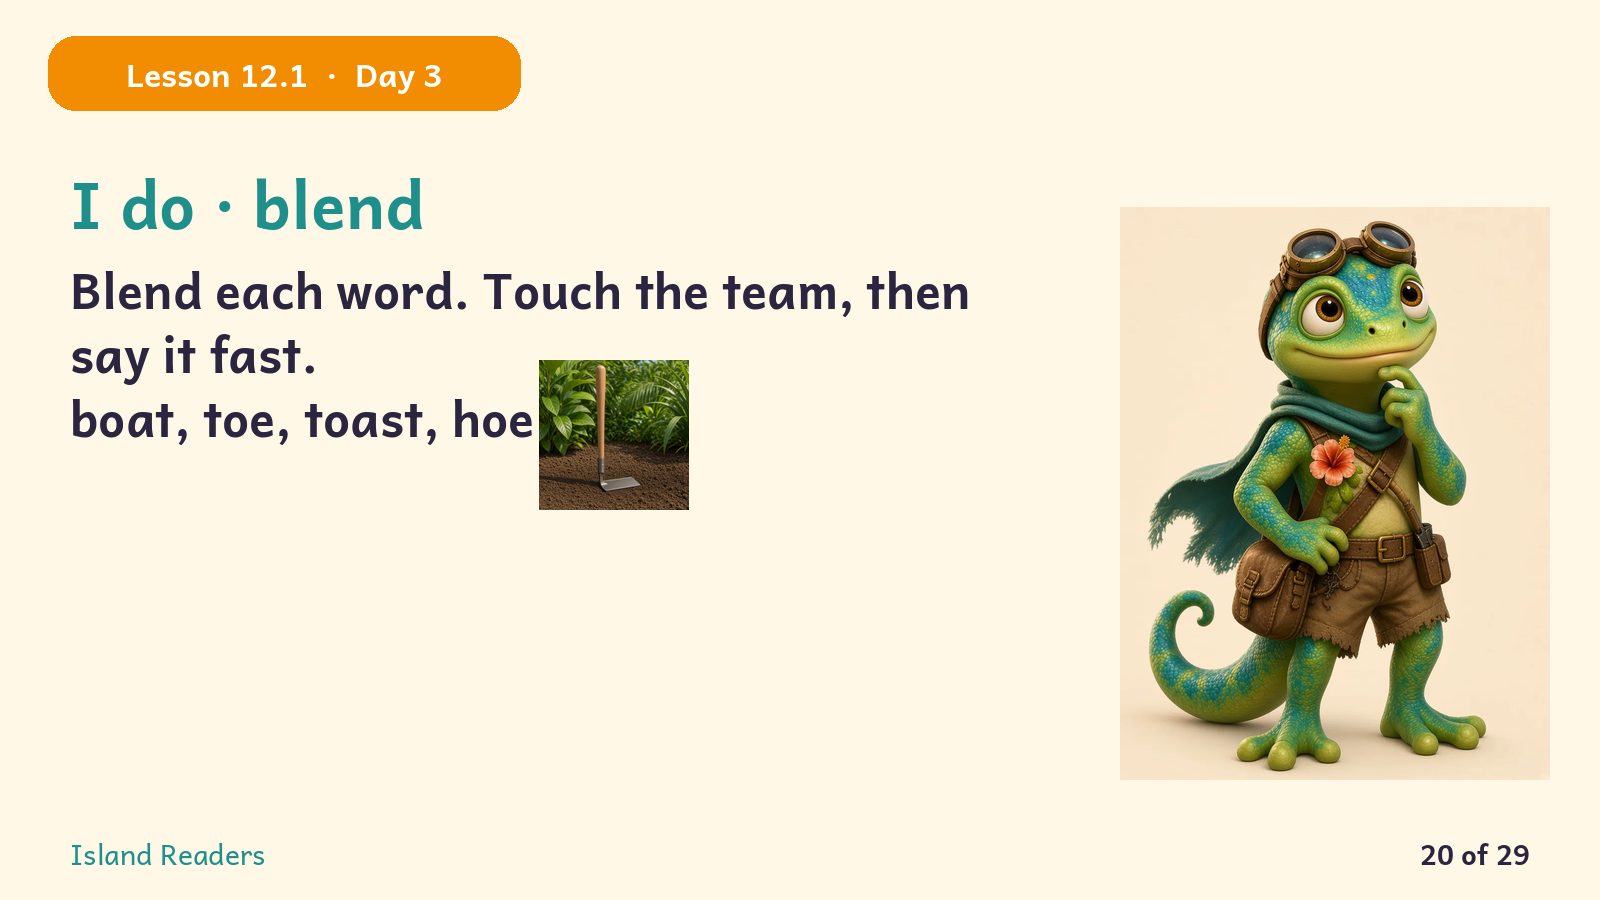 Lesson 12.1 · Day 3
I do · blend
Blend each word. Touch the team, then
say it fast.
boat, toe, toast, hoe
Island Readers
20 of 29